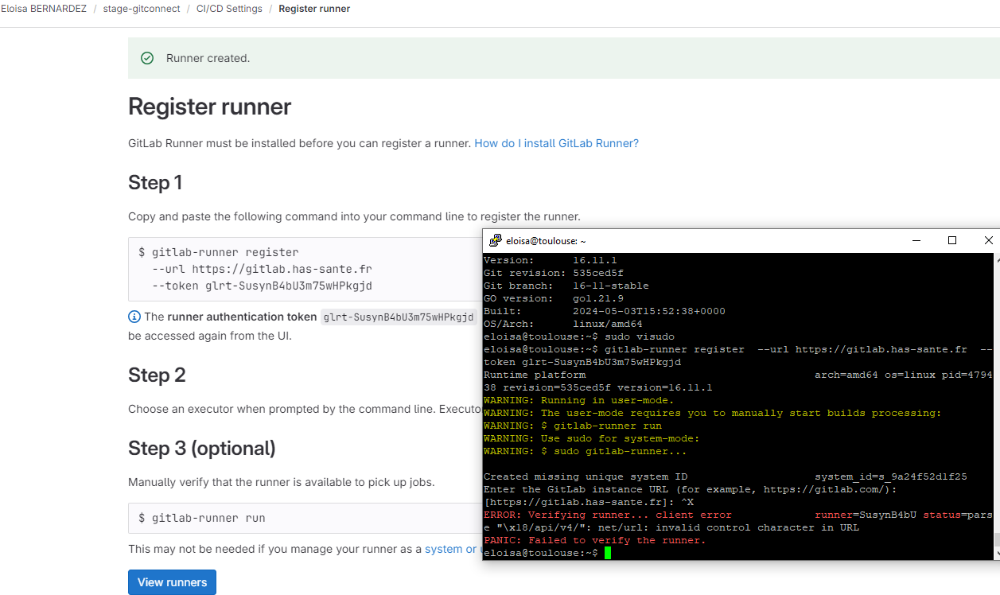 Eloisa BERNARDEZ / stage-gitconnect / CI/CD Settings / Register runner
Runner created.
Register runner
GitLab Runner must be installed before you can register a runner. How do I install GitLab Runner?
Step 1
Copy and paste the following command into your command line to register the runner.
$ gitlab-runner register
--url https://gitlab.has-sante.fr
--token glrt-SusynB4bU3m75wHPkgjd
The runner authentication token glrt-SusynB4bU3m75wHPkgjd
be accessed again from the UI.
Step 2
Choose an executor when prompted by the command line. Executo
Step 3 (optional)
Manually verify that the runner is available to pick up jobs.
$ gitlab-runner run
This may not be needed if you manage your runner as a system or
View runners
eloisa@toulouse: ~
Version: 16.11.1
Git revision: 535ced5f
Git branch: 16-11-stable
GO version: go1.21.9
Built: 2024-05-03T15:52:38+0000
OS/Arch: linux/amd64
eloisa@toulouse:~$ sudo visudo
eloisa@toulouse:~$ gitlab-runner register  --url https://gitlab.has-sante.fr  --
token glrt-SusynB4bU3m75wHPkgjd
Runtime platform arch=amd64 os=linux pid=4794
38 revision=535ced5f version=16.11.1
WARNING: Running in user-mode.
WARNING: The user-mode requires you to manually start builds processing:
WARNING: $ gitlab-runner run
WARNING: Use sudo for system-mode:
WARNING: $ sudo gitlab-runner...
Created missing unique system ID system_id=s_9a24f52d1f25
Enter the GitLab instance URL (for example, https://gitlab.com/):
[https://gitlab.has-sante.fr]: ^X
ERROR: Verifying runner... client error runner=SusynB4bU status=pars
e "\x18/api/v4/": net/url: invalid control character in URL
PANIC: Failed to verify the runner.
eloisa@toulouse:~$